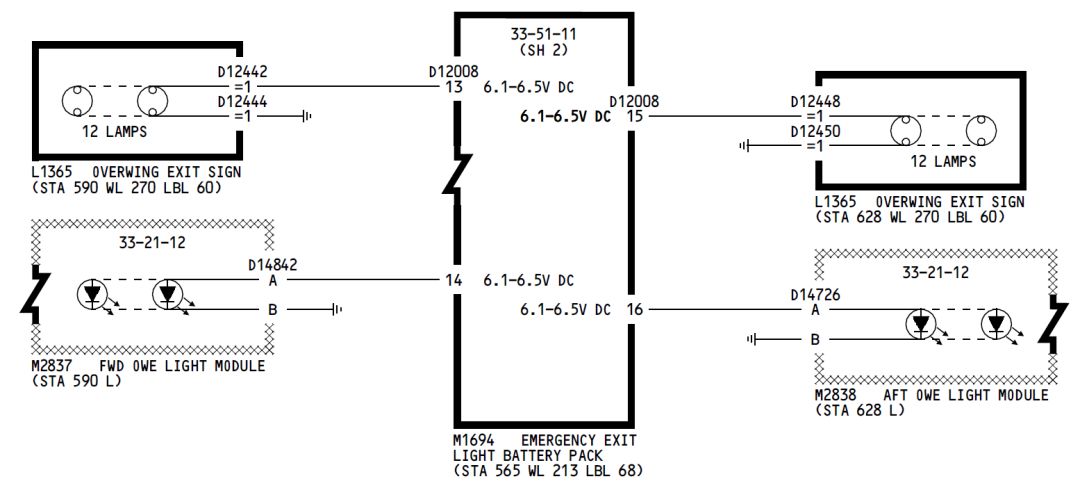 33-51-11
(SH 2)
D12442
=1
D12444
=1
12 LAMPS
L1365 OVERWING EXIT SIGN
(STA 590 WL 270 LBL 60)
D12008
13 6.1-6.5V DC
6.1-6.5V DC 15
D12008
D12448
=1
D12450
=1
12 LAMPS
L1365 OVERWING EXIT SIGN
(STA 628 WL 270 LBL 60)
33-21-12
D14842
A
B
M2837 FWD OWE LIGHT MODULE
(STA 590 L)
14 6.1-6.5V DC
6.1-6.5V DC 16
33-21-12
D14726
A
B
M2838 AFT OWE LIGHT MODULE
(STA 628 L)
M1694 EMERGENCY EXIT
LIGHT BATTERY PACK
(STA 565 WL 213 LBL 68)